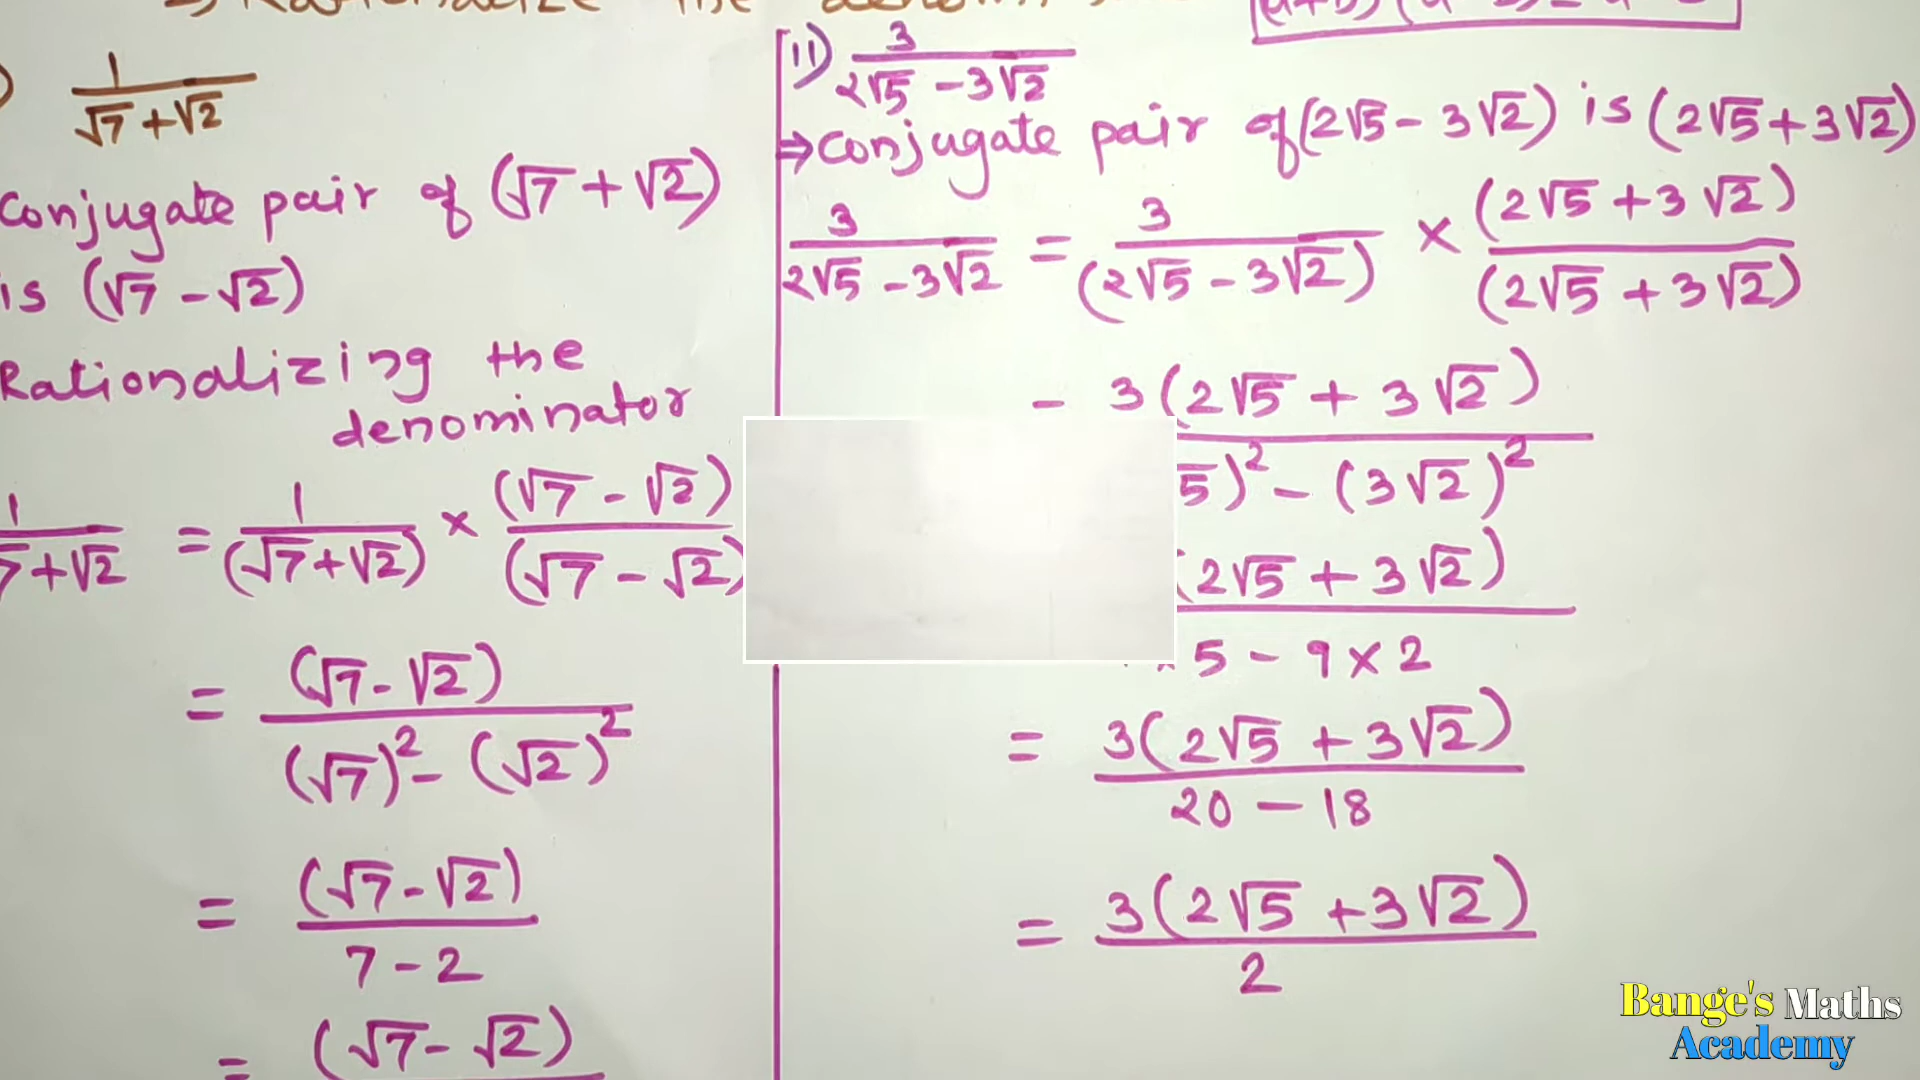 Rationalize the
1/(√7+√2)
Conjugate pair of (√7 + √2)
is (√7 - √2)
Rationalizing the
denominator
1/(√7+√2) = 1/(√7+√2) × (√7 - √2)/(√7 - √2)
= (√7 - √2)/((√7)² - (√2)²)
= (√7 - √2)/(7 - 2)
= (√7 - √2)
ii) 3/(2√5 - 3√2)
⇒ Conjugate pair of (2√5 - 3√2) is (2√5 + 3√2)
3/(2√5 - 3√2) = 3/(2√5 - 3√2) × (2√5 + 3√2)/(2√5 + 3√2)
3(2√5 + 3√2)
5)² - (3√2)²
(2√5 + 3√2)
× 5 - 9 × 2
= 3(2√5 + 3√2)/(20 - 18)
= 3(2√5 + 3√2)/2
Bange's Maths
Academy